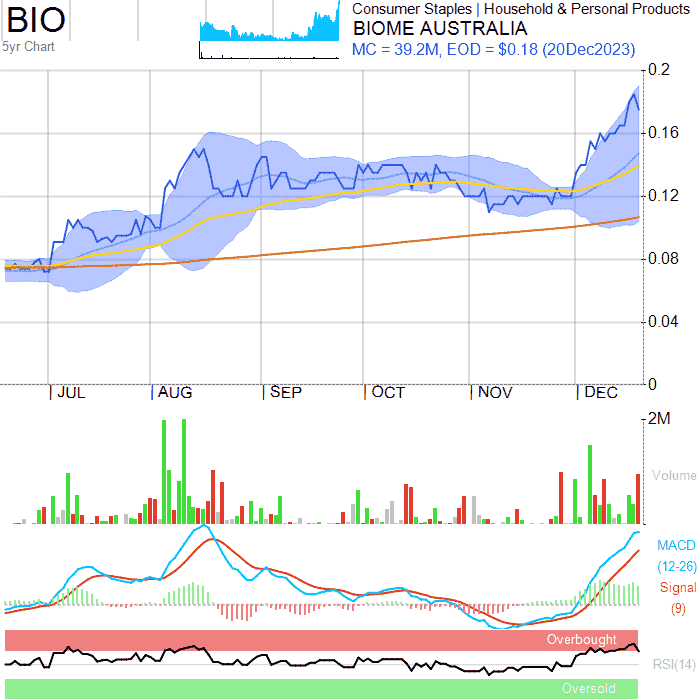 BIO
5yr Chart
Consumer Staples | Household & Personal Products
BIOME AUSTRALIA
MC = 39.2M, EOD = $0.18 (20Dec2023)
0.2
0.16
0.12
0.08
0.04
0
JUL AUG SEP OCT NOV DEC
2M
Volume
MACD
(12-26)
Signal
(9)
Overbought
RSI(14)
Oversold